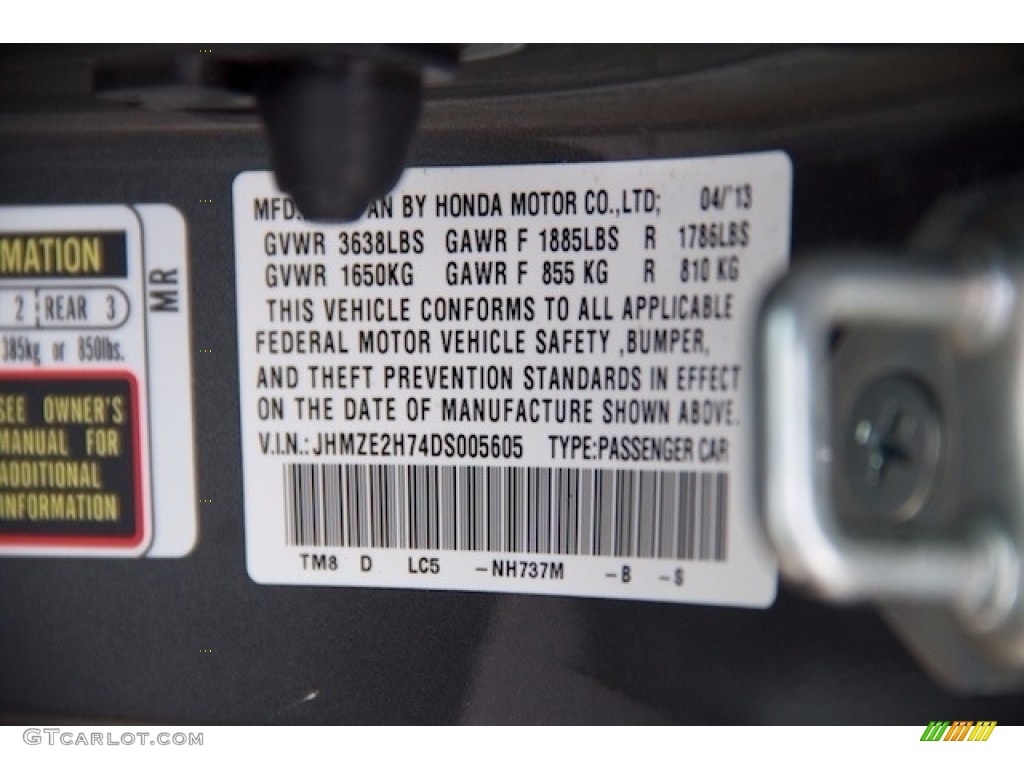 MATION
2 REAR 3
385kg or 850lbs.
MR
SEE OWNER'S
MANUAL FOR
ADDITIONAL
INFORMATION
MFD. BY HONDA MOTOR CO.,LTD; 04/'13
GVWR 3638LBS GAWR F 1885LBS R 1786LBS
GVWR 1650KG GAWR F 855 KG R 810 KG
THIS VEHICLE CONFORMS TO ALL APPLICABLE
FEDERAL MOTOR VEHICLE SAFETY ,BUMPER,
AND THEFT PREVENTION STANDARDS IN EFFECT
ON THE DATE OF MANUFACTURE SHOWN ABOVE.
V.I.N.: JHMZE2H74DS005605 TYPE:PASSENGER CAR
TM8 D LC5 -NH737M -B -$
GTCarLot.com